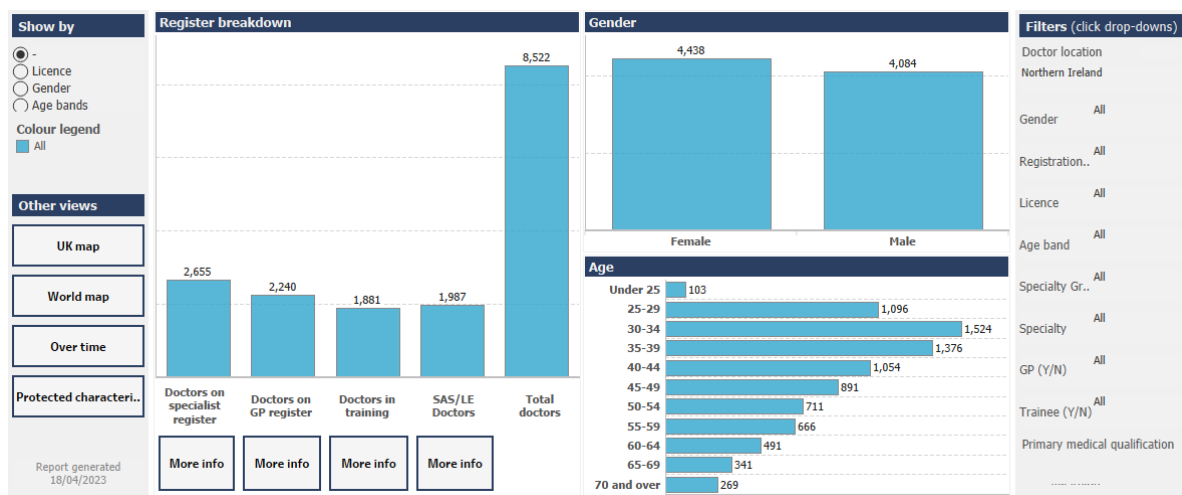 Show by
-
Licence
Gender
Age bands
Colour legend
All
Other views
UK map
World map
Over time
Protected characteri..
Report generated
18/04/2023
Register breakdown
2,655
2,240
1,881
1,987
8,522
Doctors on
specialist
register
Doctors on
GP register
Doctors in
training
SAS/LE
Doctors
Total
doctors
More info
More info
More info
More info
Gender
4,438
4,084
Female
Male
Age
Under 25 103
25-29 1,096
30-34 1,524
35-39 1,376
40-44 1,054
45-49 891
50-54 711
55-59 666
60-64 491
65-69 341
70 and over 269
Filters (click drop-downs)
Doctor location
Northern Ireland
Gender All
Registration.. All
Licence All
Age band All
Specialty Gr.. All
Specialty All
GP (Y/N) All
Trainee (Y/N) All
Primary medical qualification